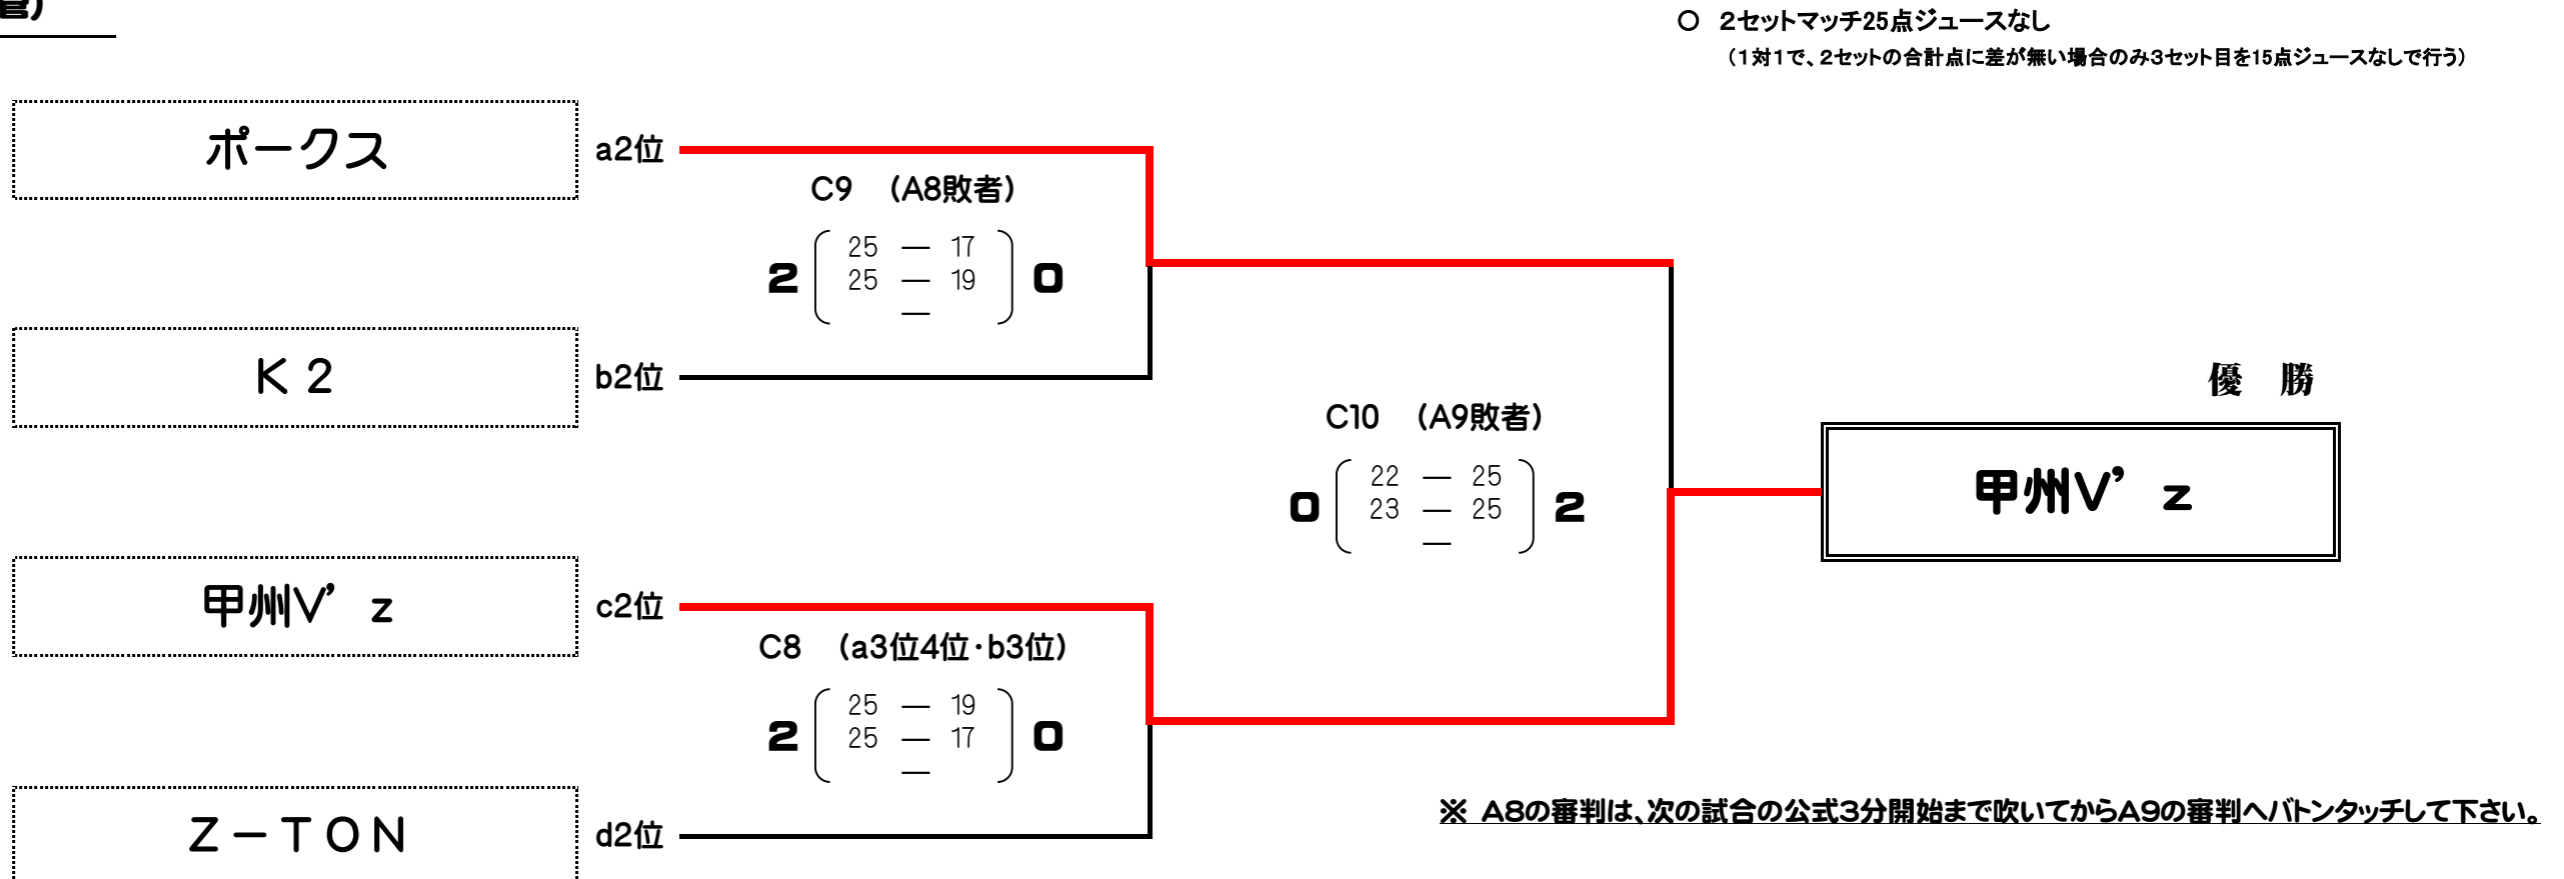 ○ ２セットマッチ25点ジュースなし
（１対１で、２セットの合計点に差が無い場合のみ３セット目を15点ジュースなしで行う）
ポークス a2位
C9 （A8敗者）
2 25 ― 17 0
25 ― 19
―
Ｋ２ b2位
優 勝
C10 （A9敗者）
0 22 ― 25 2
23 ― 25
―
甲州Ｖ’ｚ
甲州Ｖ’ｚ c2位
C8 （a3位4位・b3位）
2 25 ― 19 0
25 ― 17
―
※ A8の審判は、次の試合の公式３分開始まで吹いてからA9の審判へバトンタッチして下さい。
Ｚ－ＴＯＮ d2位